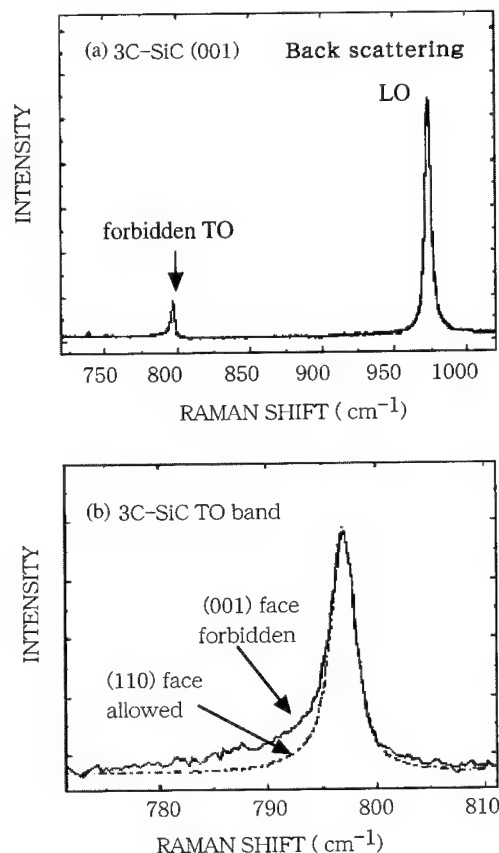 (a) 3C-SiC (001) Back scattering
LO
forbidden TO
INTENSITY
750 800 850 900 950 1000
RAMAN SHIFT ( cm⁻¹)
(b) 3C-SiC TO band
(001) face
forbidden
(110) face
allowed
INTENSITY
780 790 800 810
RAMAN SHIFT ( cm⁻¹)